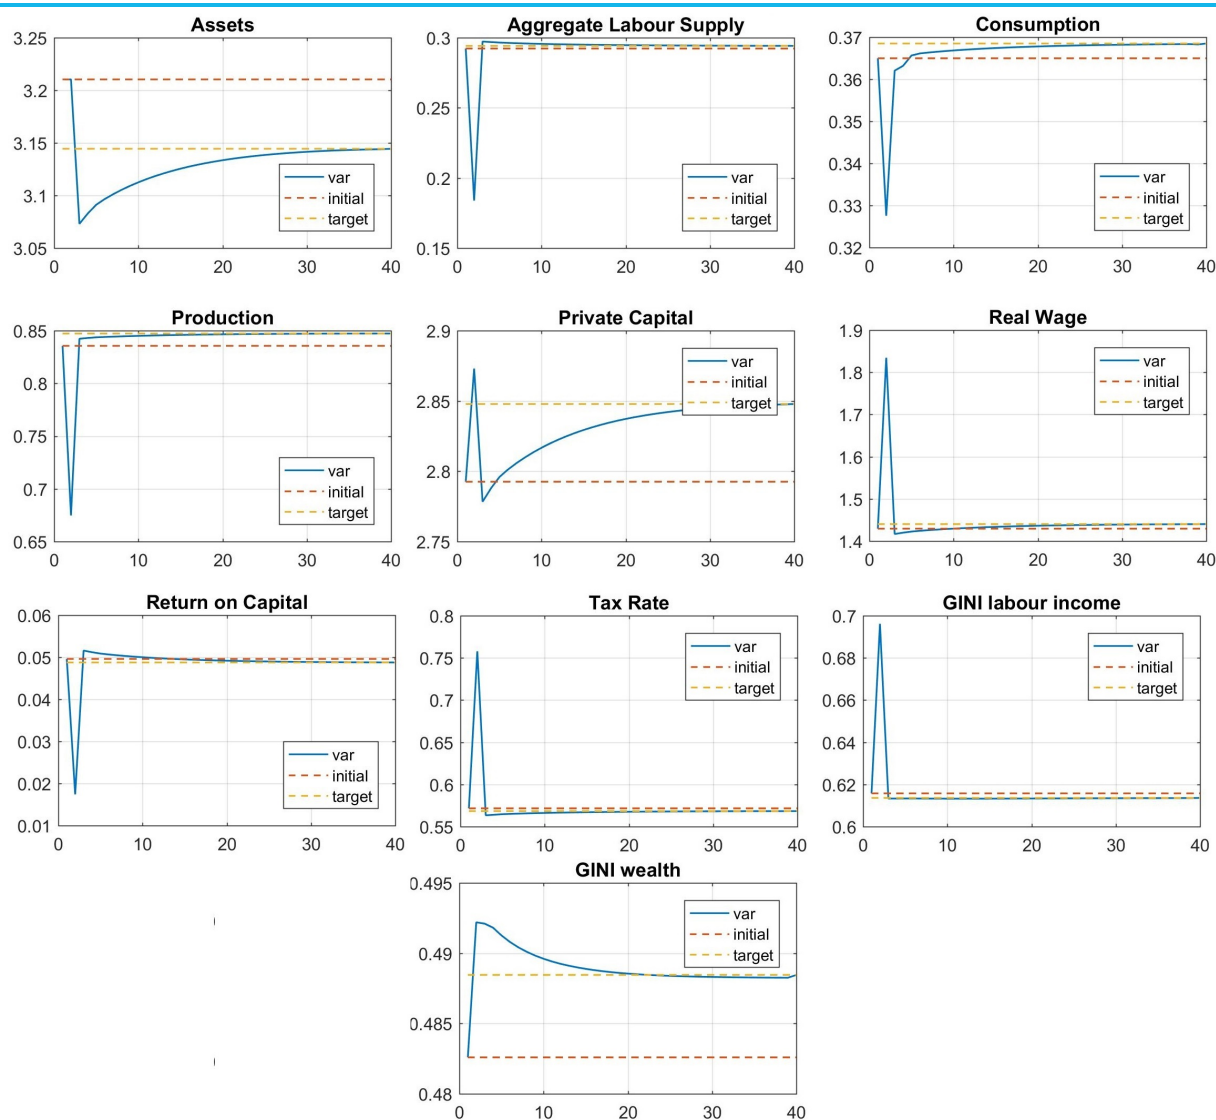 Assets
3.25
3.2
3.15
3.1
3.05
0 10 20 30 40
var
initial
target
Aggregate Labour Supply
0.3
0.25
0.2
0.15
0 10 20 30 40
var
initial
target
Consumption
0.37
0.36
0.35
0.34
0.33
0.32
0 10 20 30 40
var
initial
target
Production
0.85
0.8
0.75
0.7
0.65
0 10 20 30 40
var
initial
target
Private Capital
2.9
2.85
2.8
2.75
0 10 20 30 40
var
initial
target
Real Wage
1.9
1.8
1.7
1.6
1.5
1.4
0 10 20 30 40
var
initial
target
Return on Capital
0.06
0.05
0.04
0.03
0.02
0.01
0 10 20 30 40
var
initial
target
Tax Rate
0.8
0.75
0.7
0.65
0.6
0.55
0 10 20 30 40
var
initial
target
GINI labour income
0.7
0.68
0.66
0.64
0.62
0.6
0 10 20 30 40
var
initial
target
GINI wealth
0.495
0.49
0.485
0.48
0 10 20 30 40
var
initial
target